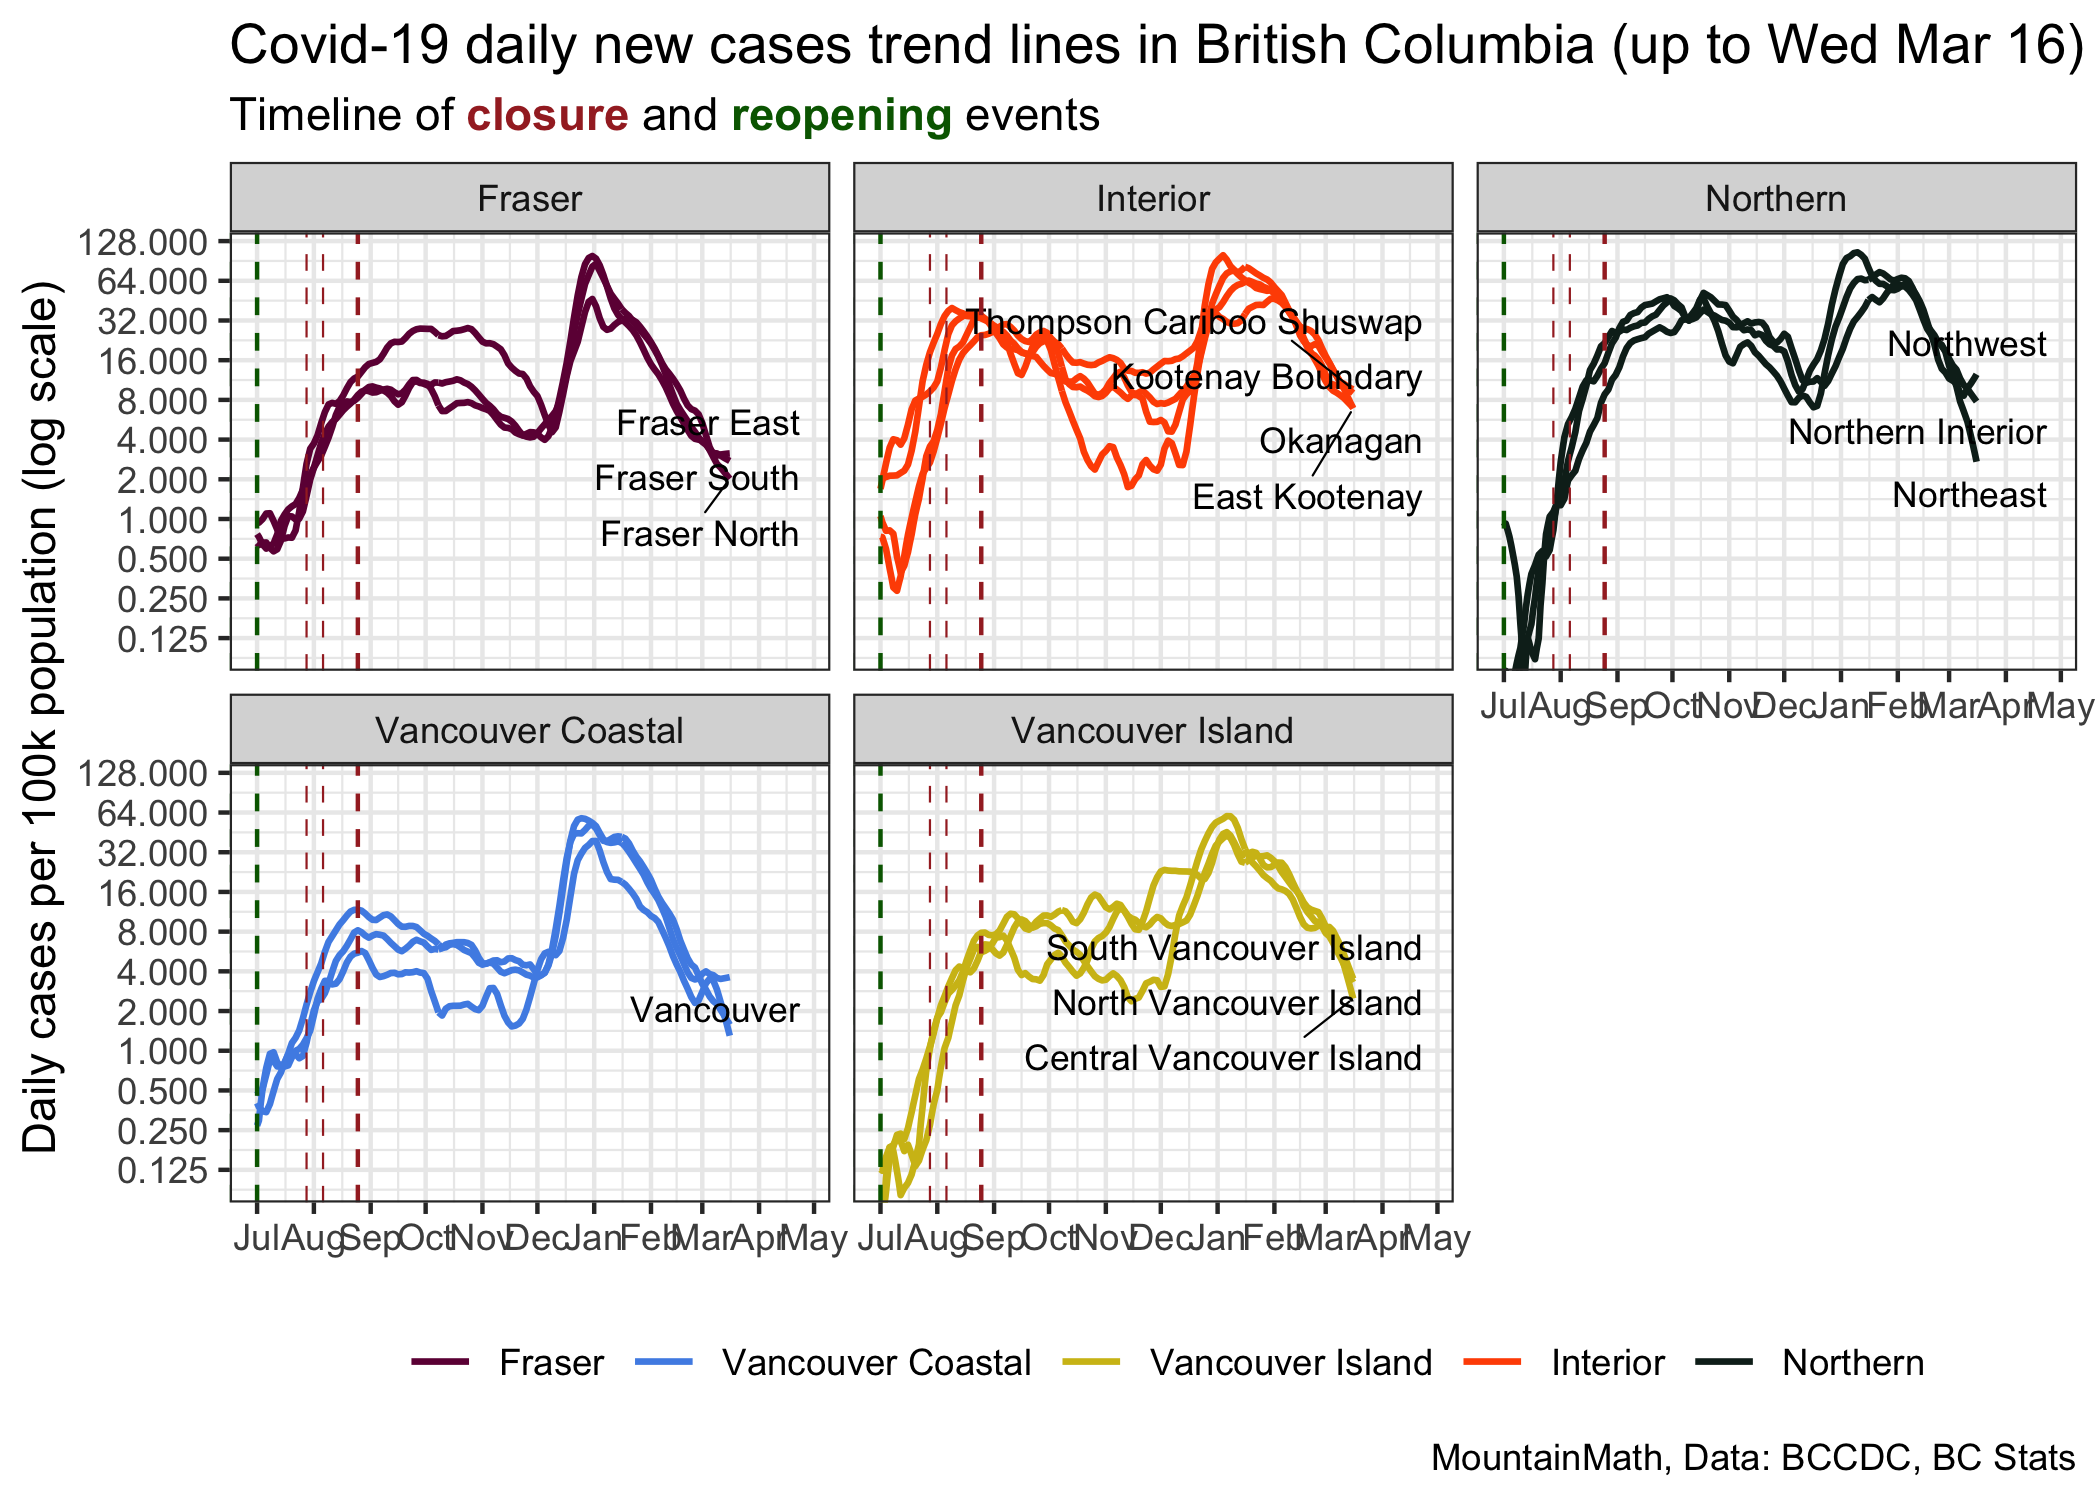 Covid-19 daily new cases trend lines in British Columbia (up to Wed Mar 16)
Timeline of closure and reopening events
Daily cases per 100k population (log scale)
Fraser
Interior
Northern
128.000
64.000
32.000
16.000
8.000
4.000
2.000
1.000
0.500
0.250
0.125
Fraser East
Fraser South
Fraser North
Thompson Cariboo Shuswap
Kootenay Boundary
Okanagan
East Kootenay
Northwest
Northern Interior
Northeast
Jul Aug Sep Oct Nov Dec Jan Feb Mar Apr May
Vancouver Coastal
Vancouver Island
128.000
64.000
32.000
16.000
8.000
4.000
2.000
1.000
0.500
0.250
0.125
Vancouver
South Vancouver Island
North Vancouver Island
Central Vancouver Island
Jul Aug Sep Oct Nov Dec Jan Feb Mar Apr May
Jul Aug Sep Oct Nov Dec Jan Feb Mar Apr May
Fraser Vancouver Coastal Vancouver Island Interior Northern
MountainMath, Data: BCCDC, BC Stats